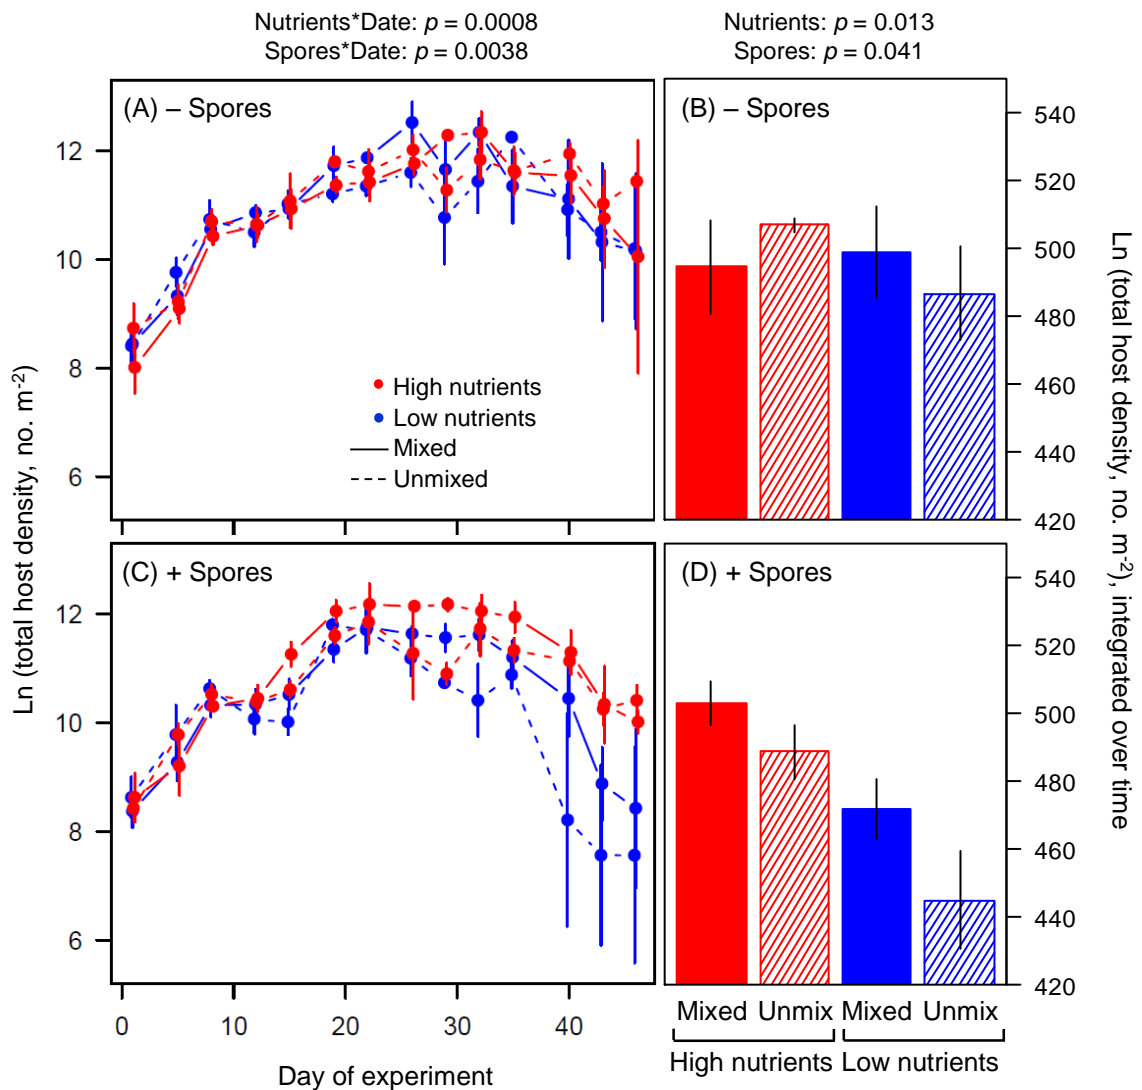 Nutrients*Date: p = 0.0008
Spores*Date: p = 0.0038
Nutrients: p = 0.013
Spores: p = 0.041
Ln (total host density, no. m-2)
(A) – Spores
12
10
8
6
High nutrients
Low nutrients
Mixed
Unmixed
(B) – Spores
540
520
500
480
460
440
420
Ln (total host density, no. m-2), integrated over time
(C) + Spores
12
10
8
6
0 10 20 30 40
Day of experiment
(D) + Spores
540
520
500
480
460
440
420
Mixed Unmix Mixed Unmix
High nutrients Low nutrients